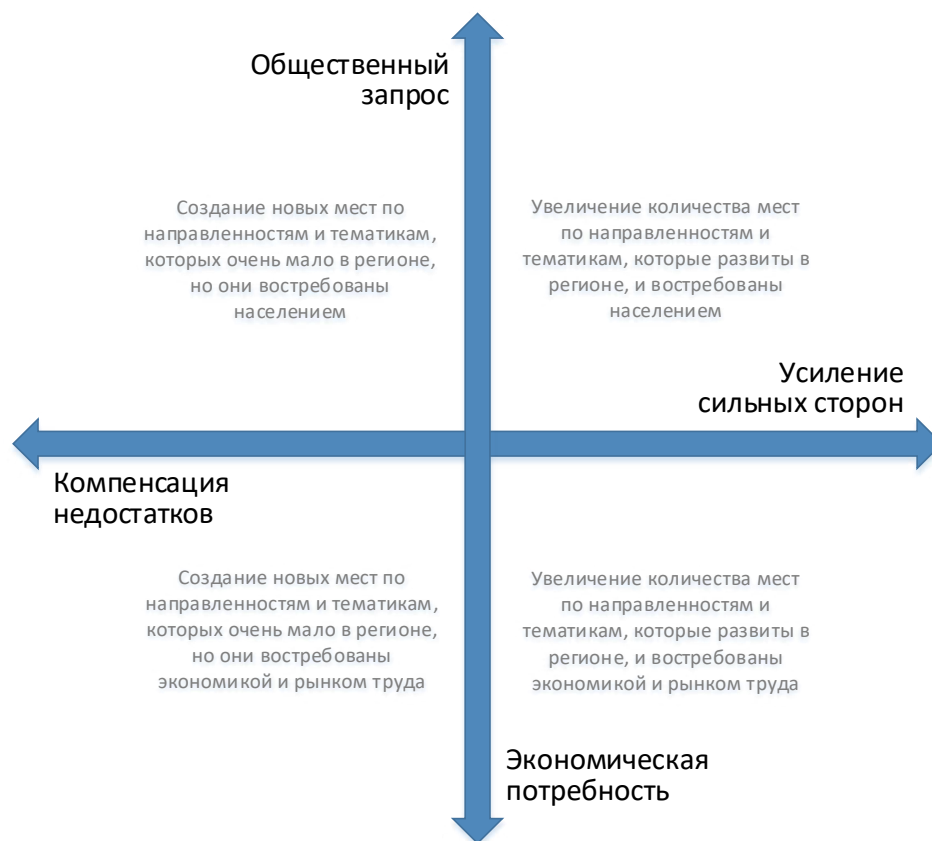 Общественный
запрос
Создание новых мест по
направленностям и тематикам,
которых очень мало в регионе,
но они востребованы
населением
Увеличение количества мест
по направленностям и
тематикам, которые развиты в
регионе, и востребованы
населением
Усиление
сильных сторон
Компенсация
недостатков
Создание новых мест по
направленностям и тематикам,
которых очень мало в регионе,
но они востребованы
экономикой и рынком труда
Увеличение количества мест
по направленностям и
тематикам, которые развиты в
регионе, и востребованы
экономикой и рынком труда
Экономическая
потребность